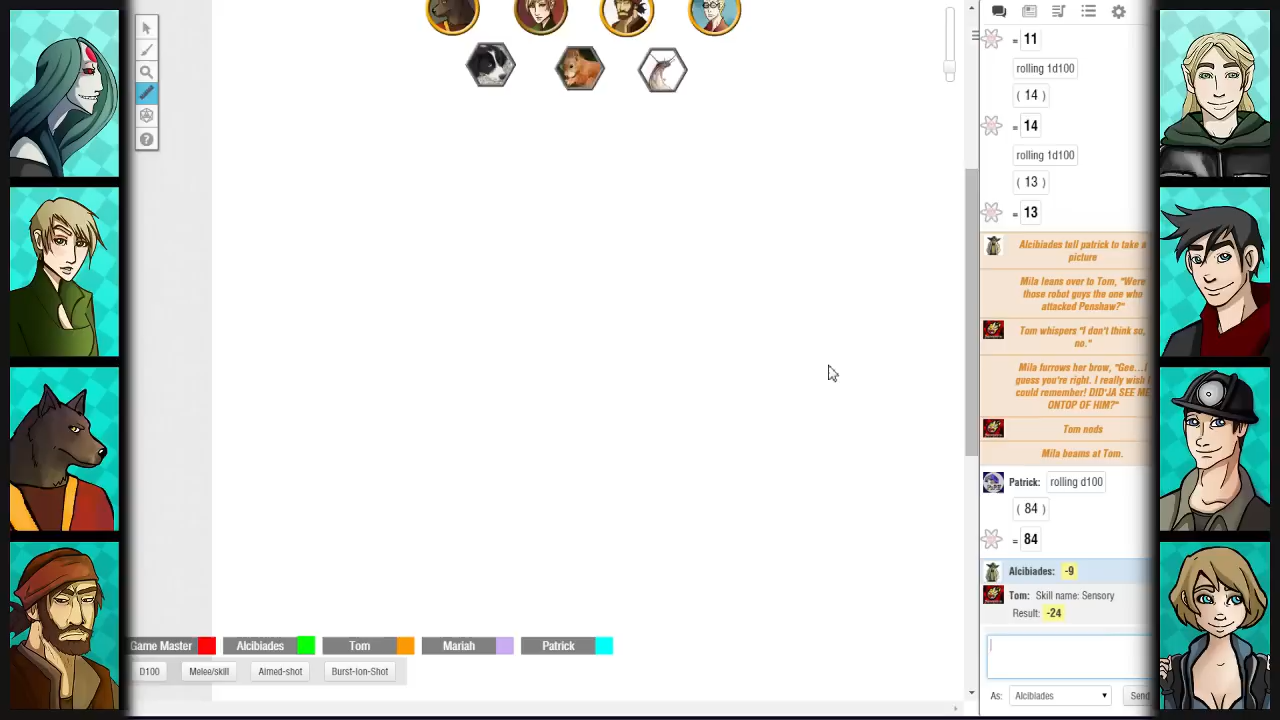 = 11
rolling 1d100
( 14 )
= 14
rolling 1d100
( 13 )
= 13
Alcibiades tell patrick to take a
picture
Mila leans over to Tom, "Were
those robot guys the one who
attacked Penshaw?"
Tom whispers "I don't think so,
no."
Mila furrows her brow, "Gee...I
guess you're right. I really wish I
could remember! DID'JA SEE ME
ONTOP OF HIM?"
Tom nods
Mila beams at Tom.
Patrick: rolling d100
( 84 )
= 84
Alcibiades: -9
Tom: Skill name: Sensory
Result: -24
Game Master Alcibiades Tom Mariah Patrick
D100 Melee/skill Aimed-shot Burst-Ion-Shot
As: Alcibiades Send